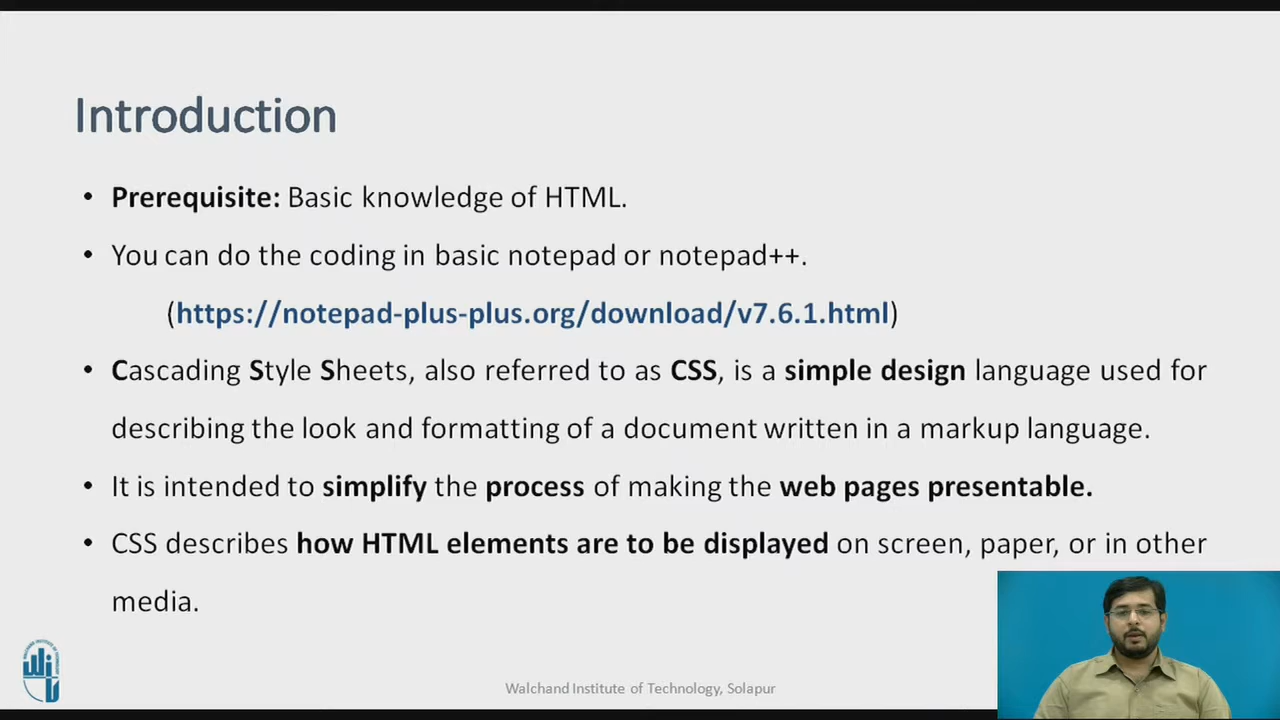 Introduction
• Prerequisite: Basic knowledge of HTML.
• You can do the coding in basic notepad or notepad++.
(https://notepad-plus-plus.org/download/v7.6.1.html)
• Cascading Style Sheets, also referred to as CSS, is a simple design language used for
describing the look and formatting of a document written in a markup language.
• It is intended to simplify the process of making the web pages presentable.
• CSS describes how HTML elements are to be displayed on screen, paper, or in other
media.
Walchand Institute of Technology, Solapur